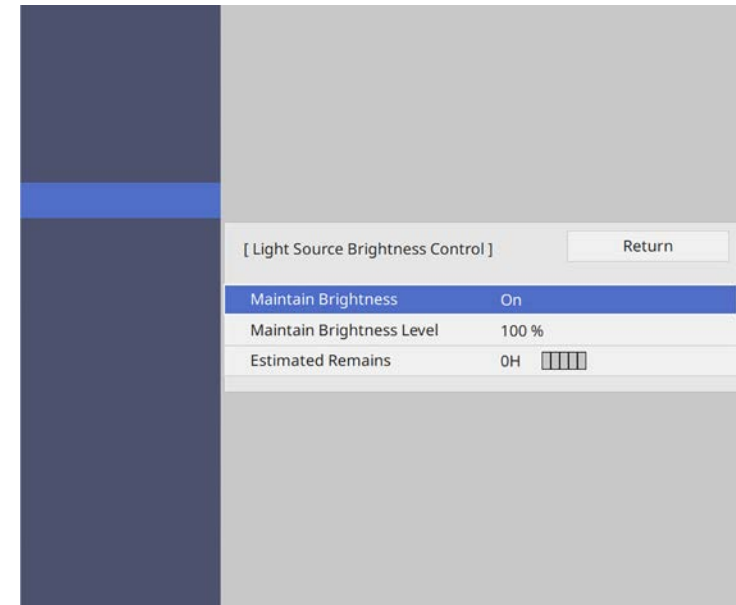 [ Light Source Brightness Control ] Return
Maintain Brightness On
Maintain Brightness Level 100 %
Estimated Remains 0H